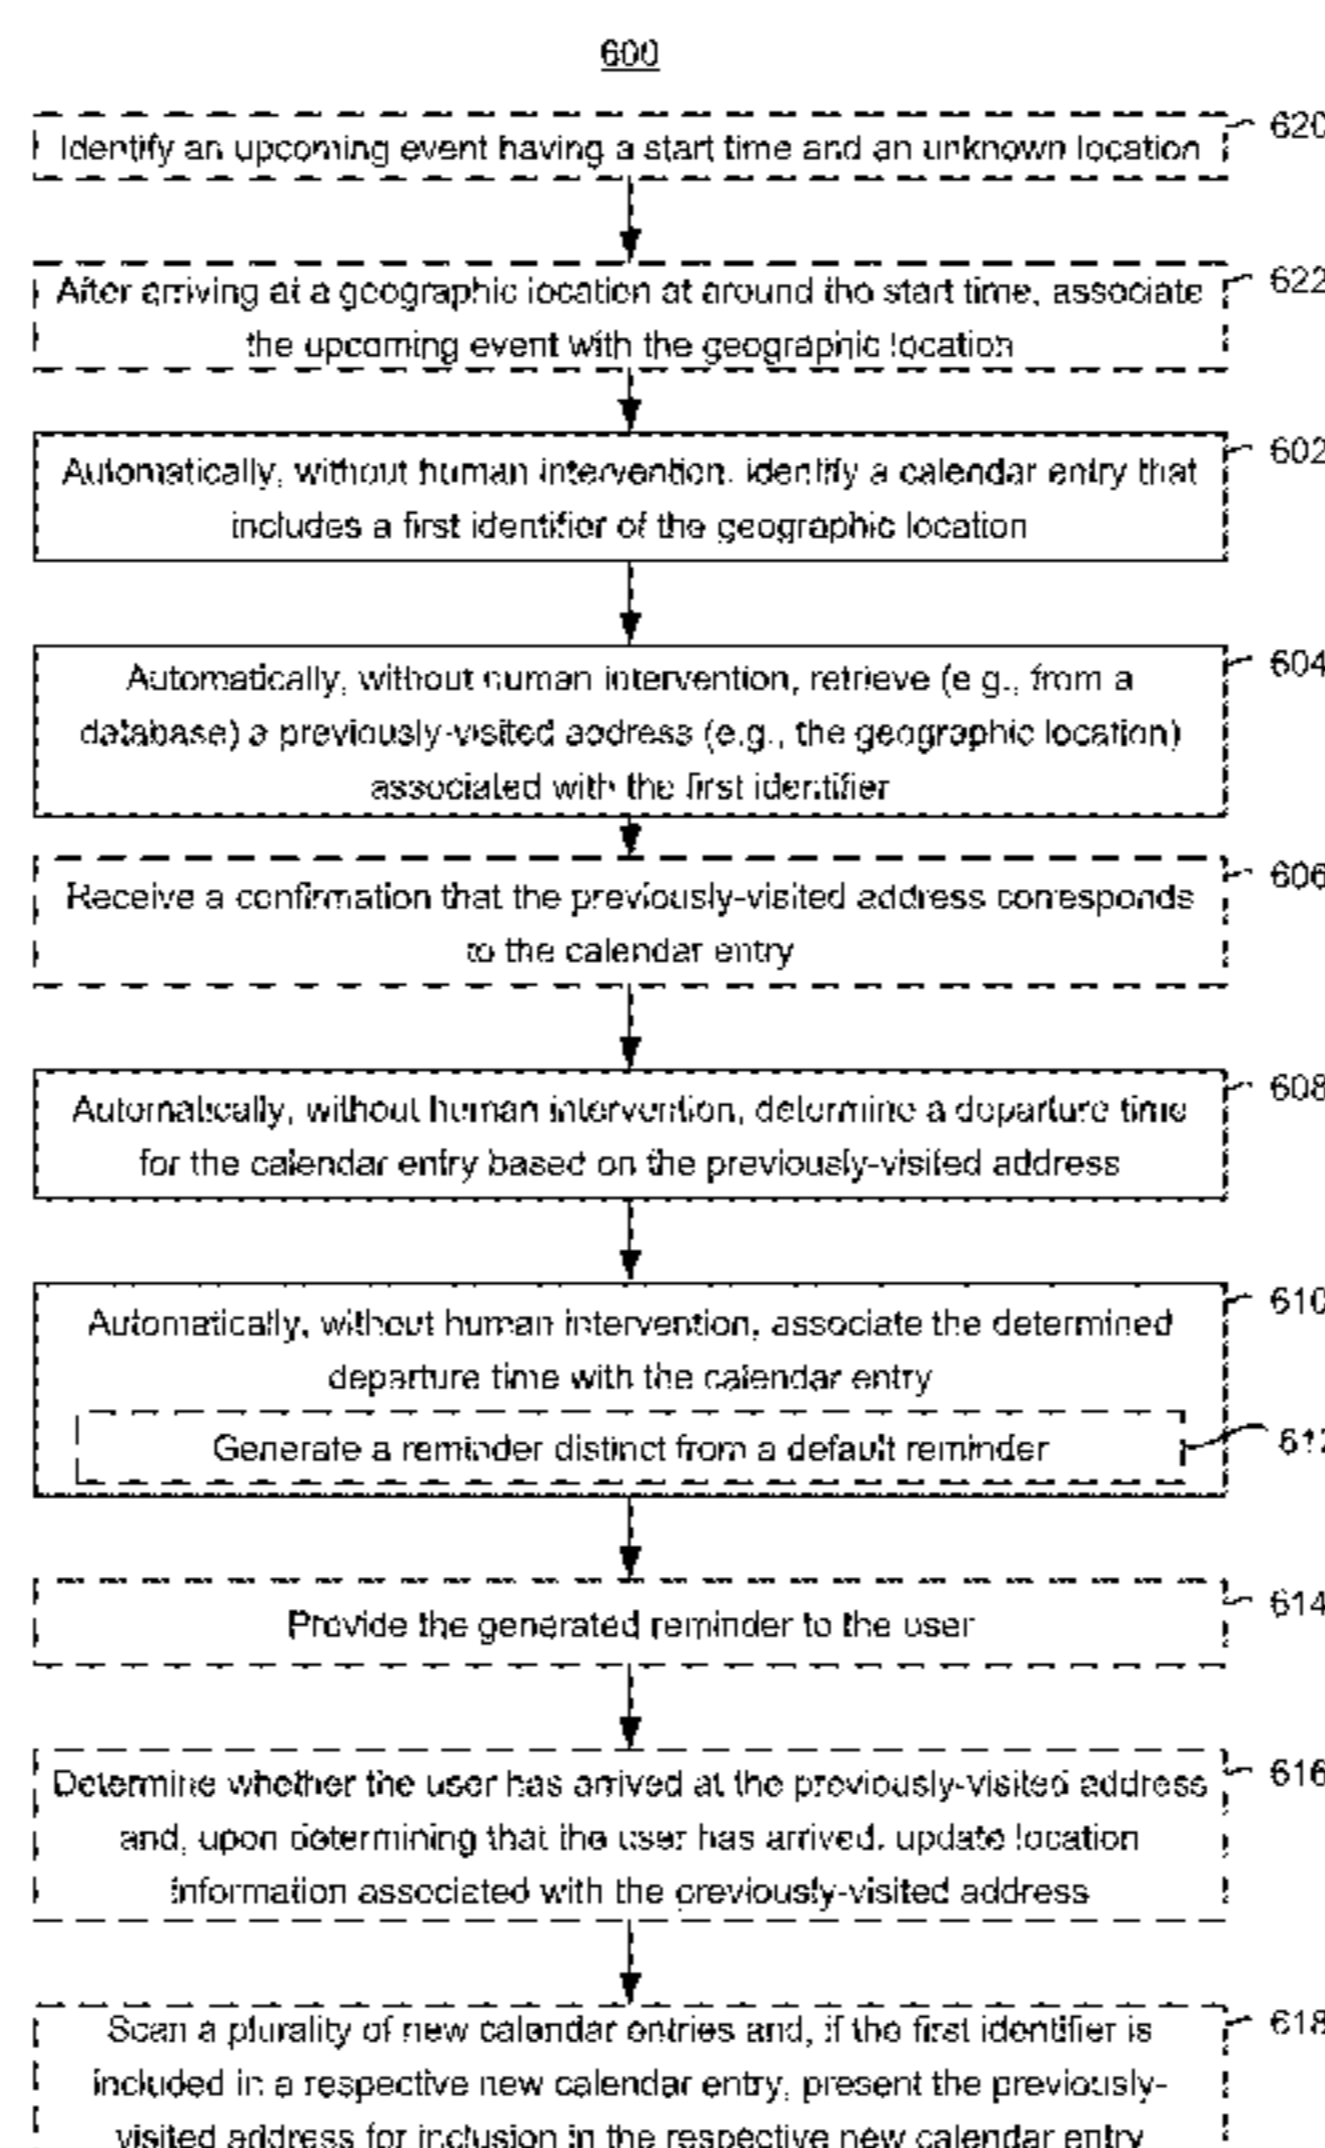 600
620
Identify an upcoming event having a start time and an unknown location
622
After arriving at a geographic location at around the start time, associate
the upcoming event with the geographic location
602
Automatically, without human intervention, identify a calendar entry that
includes a first identifier of the geographic location
604
Automatically, without human intervention, retrieve (e.g., from a
database) a previously-visited address (e.g., the geographic location)
associated with the first identifier
606
Receive a confirmation that the previously-visited address corresponds
to the calendar entry
608
Automatically, without human intervention, determine a departure time
for the calendar entry based on the previously-visited address
610
Automatically, without human intervention, associate the determined
departure time with the calendar entry
Generate a reminder distinct from a default reminder
612
614
Provide the generated reminder to the user
616
Determine whether the user has arrived at the previously-visited address
and, upon determining that the user has arrived, update location
information associated with the previously-visited address
618
Scan a plurality of new calendar entries and, if the first identifier is
included in a respective new calendar entry, present the previously-
visited address for inclusion in the respective new calendar entry